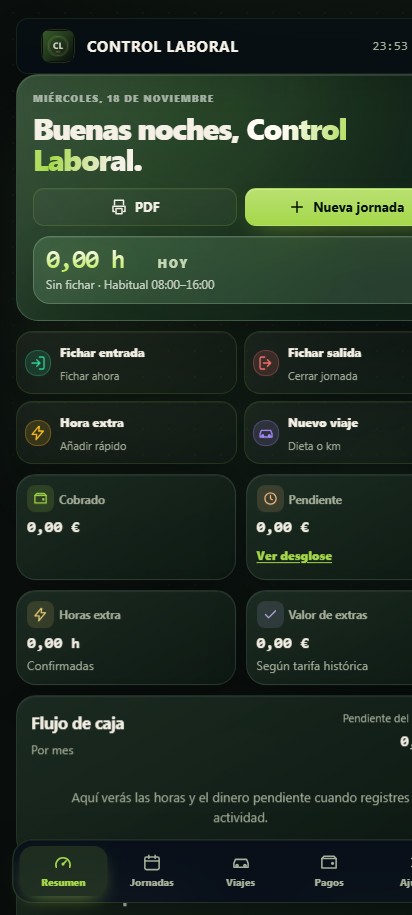 CL CONTROL LABORAL 23:53
MIÉRCOLES, 18 DE NOVIEMBRE
Buenas noches, Control
Laboral.
PDF
Nueva jornada
0,00 h HOY
Sin fichar · Habitual 08:00–16:00
Fichar entrada
Fichar ahora
Fichar salida
Cerrar jornada
Hora extra
Añadir rápido
Nuevo viaje
Dieta o km
Cobrado
0,00 €
Pendiente
0,00 €
Ver desglose
Horas extra
0,00 h
Confirmadas
Valor de extras
0,00 €
Según tarifa histórica
Flujo de caja
Por mes
Pendiente del
0,
Aquí verás las horas y el dinero pendiente cuando registres
actividad.
Resumen
Jornadas
Viajes
Pagos